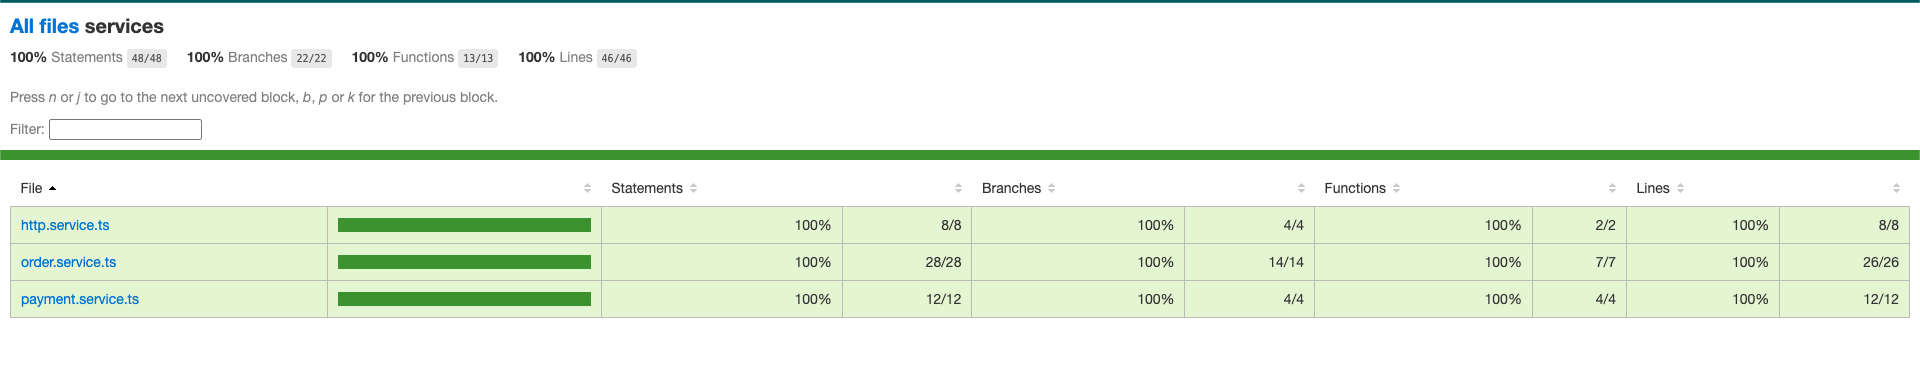 All files services
100% Statements 48/48 100% Branches 22/22 100% Functions 13/13 100% Lines 46/46
Press n or j to go to the next uncovered block, b, p or k for the previous block.
Filter:
File Statements Branches Functions Lines
http.service.ts 100% 8/8 100% 4/4 100% 2/2 100% 8/8
order.service.ts 100% 28/28 100% 14/14 100% 7/7 100% 26/26
payment.service.ts 100% 12/12 100% 4/4 100% 4/4 100% 12/12